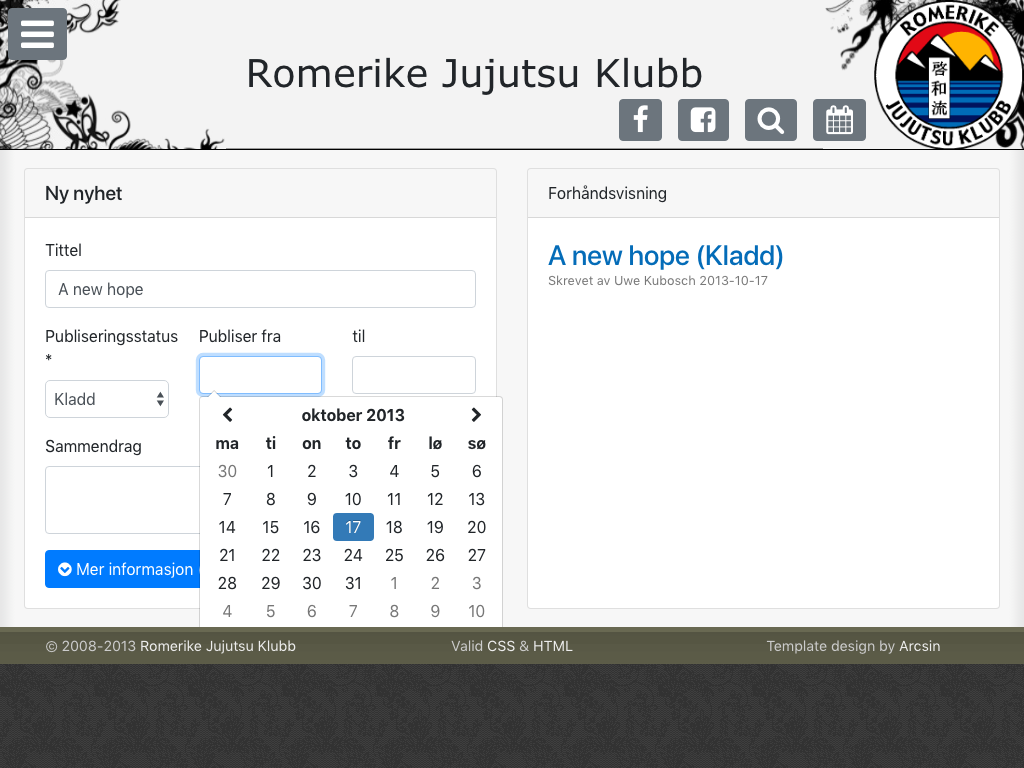 Romerike Jujutsu Klubb
ROMERIKE
啓和流
JUJUTSU KLUBB
Ny nyhet
Tittel
A new hope
Publiseringsstatus
*
Publiser fra
til
Kladd
oktober 2013
ma ti on to fr lø sø
30 1 2 3 4 5 6
7 8 9 10 11 12 13
14 15 16 17 18 19 20
21 22 23 24 25 26 27
28 29 30 31 1 2 3
4 5 6 7 8 9 10
Sammendrag
Mer informasjon
Forhåndsvisning
A new hope (Kladd)
Skrevet av Uwe Kubosch 2013-10-17
© 2008-2013 Romerike Jujutsu Klubb
Valid CSS & HTML
Template design by Arcsin